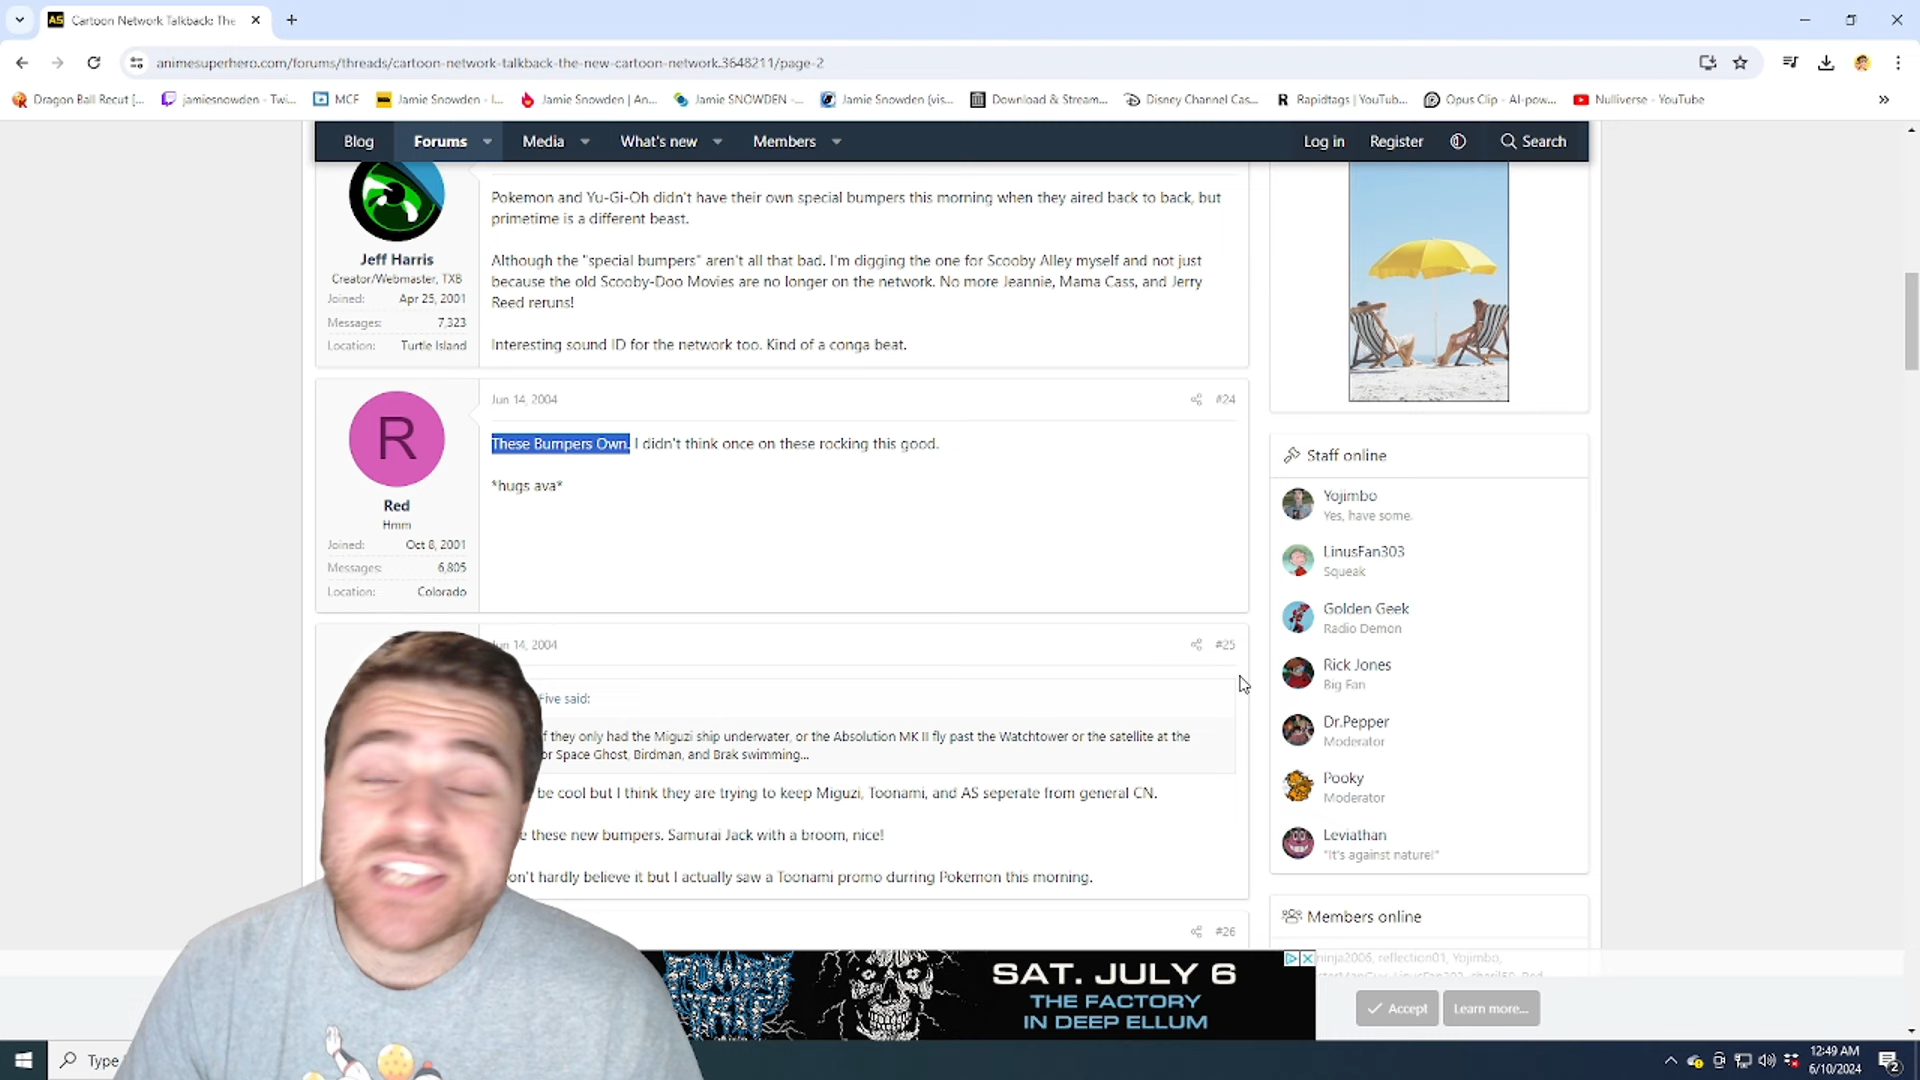 Cartoon Network Talkback: The
animesuperhero.com/forums/threads/cartoon-network-talkback-the-new-cartoon-network.3648211/page-2
Dragon Ball Recut [... jamiesnowden - Twi... MCF Jamie Snowden - I... Jamie Snowden | An... Jamie SNOWDEN -... Jamie Snowden (vis... Download & Stream... Disney Channel Cas... Rapidtags | YouTub... Opus Clip - AI-pow... Nulliverse - YouTube
Blog Forums Media What's new Members Log in Register Search
Jeff Harris
Creator/Webmaster, TXB
Joined: Apr 25, 2001
Messages: 7,323
Location: Turtle Island
Pokemon and Yu-Gi-Oh didn't have their own special bumpers this morning when they aired back to back, but
primetime is a different beast.
Although the "special bumpers" aren't all that bad. I'm digging the one for Scooby Alley myself and not just
because the old Scooby-Doo Movies are no longer on the network. No more Jeannie, Mama Cass, and Jerry
Reed reruns!
Interesting sound ID for the network too. Kind of a conga beat.
R
Red
Hmm
Joined: Oct 8, 2001
Messages: 6,805
Location: Colorado
Jun 14, 2004 #24
These Bumpers Own. I didn't think once on these rocking this good.
*hugs ava*
Jun 14, 2004 #25
Five said:
f they only had the Miguzi ship underwater, or the Absolution MK II fly past the Watchtower or the satellite at the
or Space Ghost, Birdman, and Brak swimming...
be cool but I think they are trying to keep Miguzi, Toonami, and AS seperate from general CN.
these new bumpers. Samurai Jack with a broom, nice!
on't hardly believe it but I actually saw a Toonami promo durring Pokemon this morning.
#26
Staff online
Yojimbo
Yes, have some.
LinusFan303
Squeak
Golden Geek
Radio Demon
Rick Jones
Big Fan
Dr.Pepper
Moderator
Pooky
Moderator
Leviathan
"It's against nature!"
Members online
ninja2006, reflection01, Yojimbo,
SAT. JULY 6
THE FACTORY
IN DEEP ELLUM
Accept Learn more...
Type
12:49 AM
6/10/2024
2